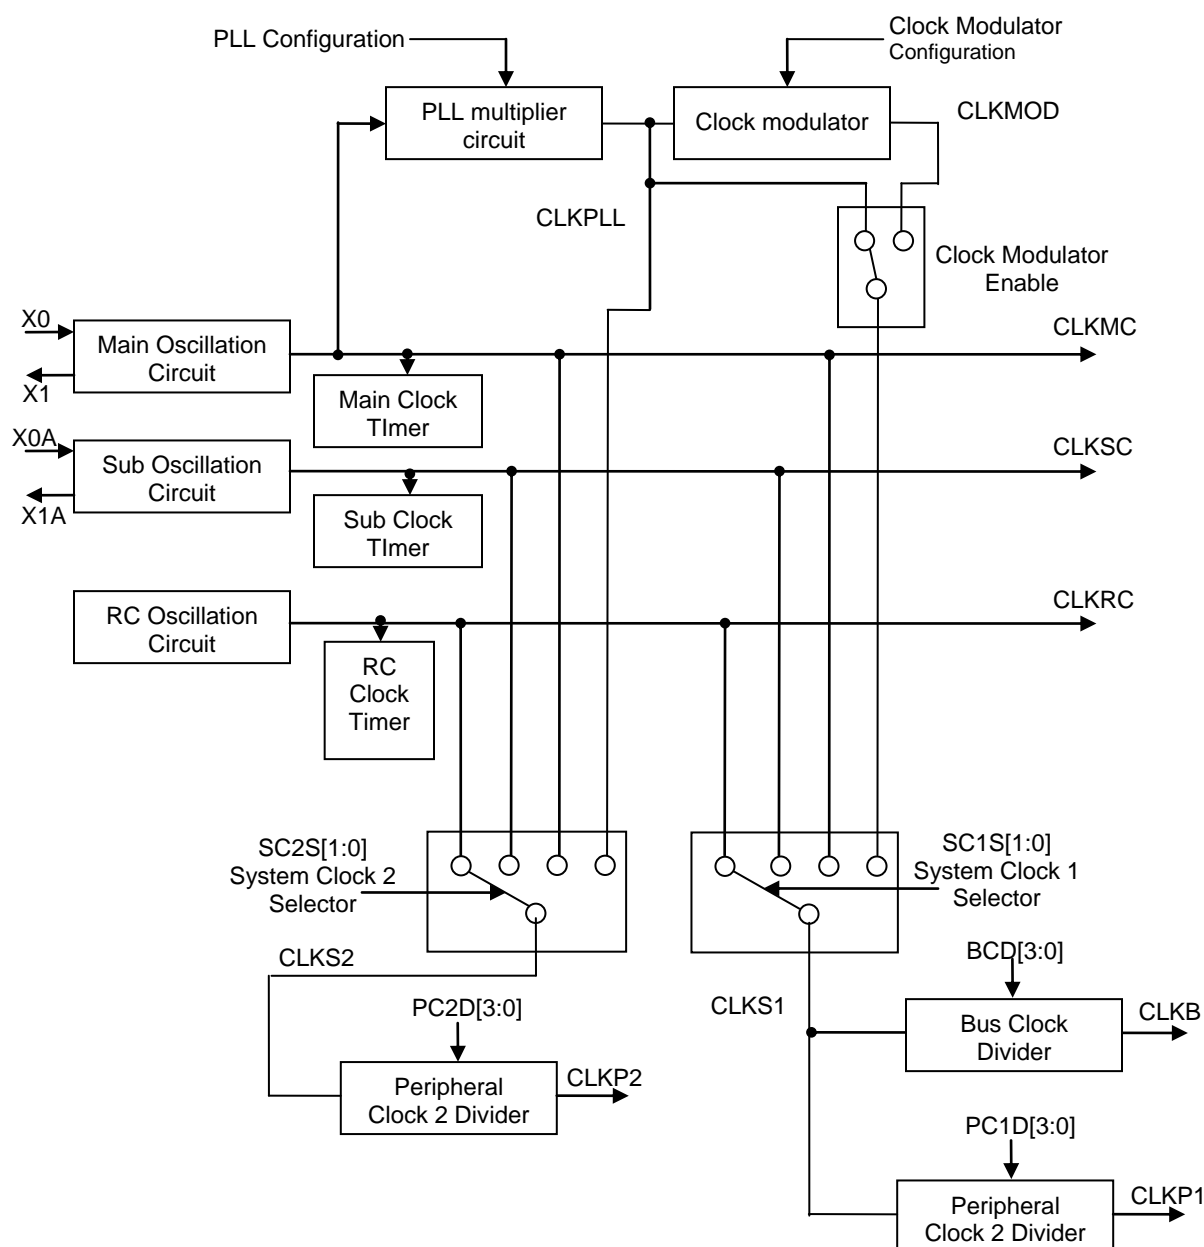 PLL Configuration
Clock Modulator
Configuration
PLL multiplier
circuit
Clock modulator
CLKMOD
CLKPLL
Clock Modulator
Enable
X0
Main Oscillation
Circuit
CLKMC
X1
Main Clock
TImer
X0A
Sub Oscillation
Circuit
CLKSC
X1A
Sub Clock
TImer
RC Oscillation
Circuit
CLKRC
RC
Clock
Timer
SC2S[1:0]
System Clock 2
Selector
SC1S[1:0]
System Clock 1
Selector
CLKS2
BCD[3:0]
PC2D[3:0]
CLKS1
Bus Clock
Divider
CLKB
Peripheral
Clock 2 Divider
CLKP2
PC1D[3:0]
Peripheral
Clock 2 Divider
CLKP1